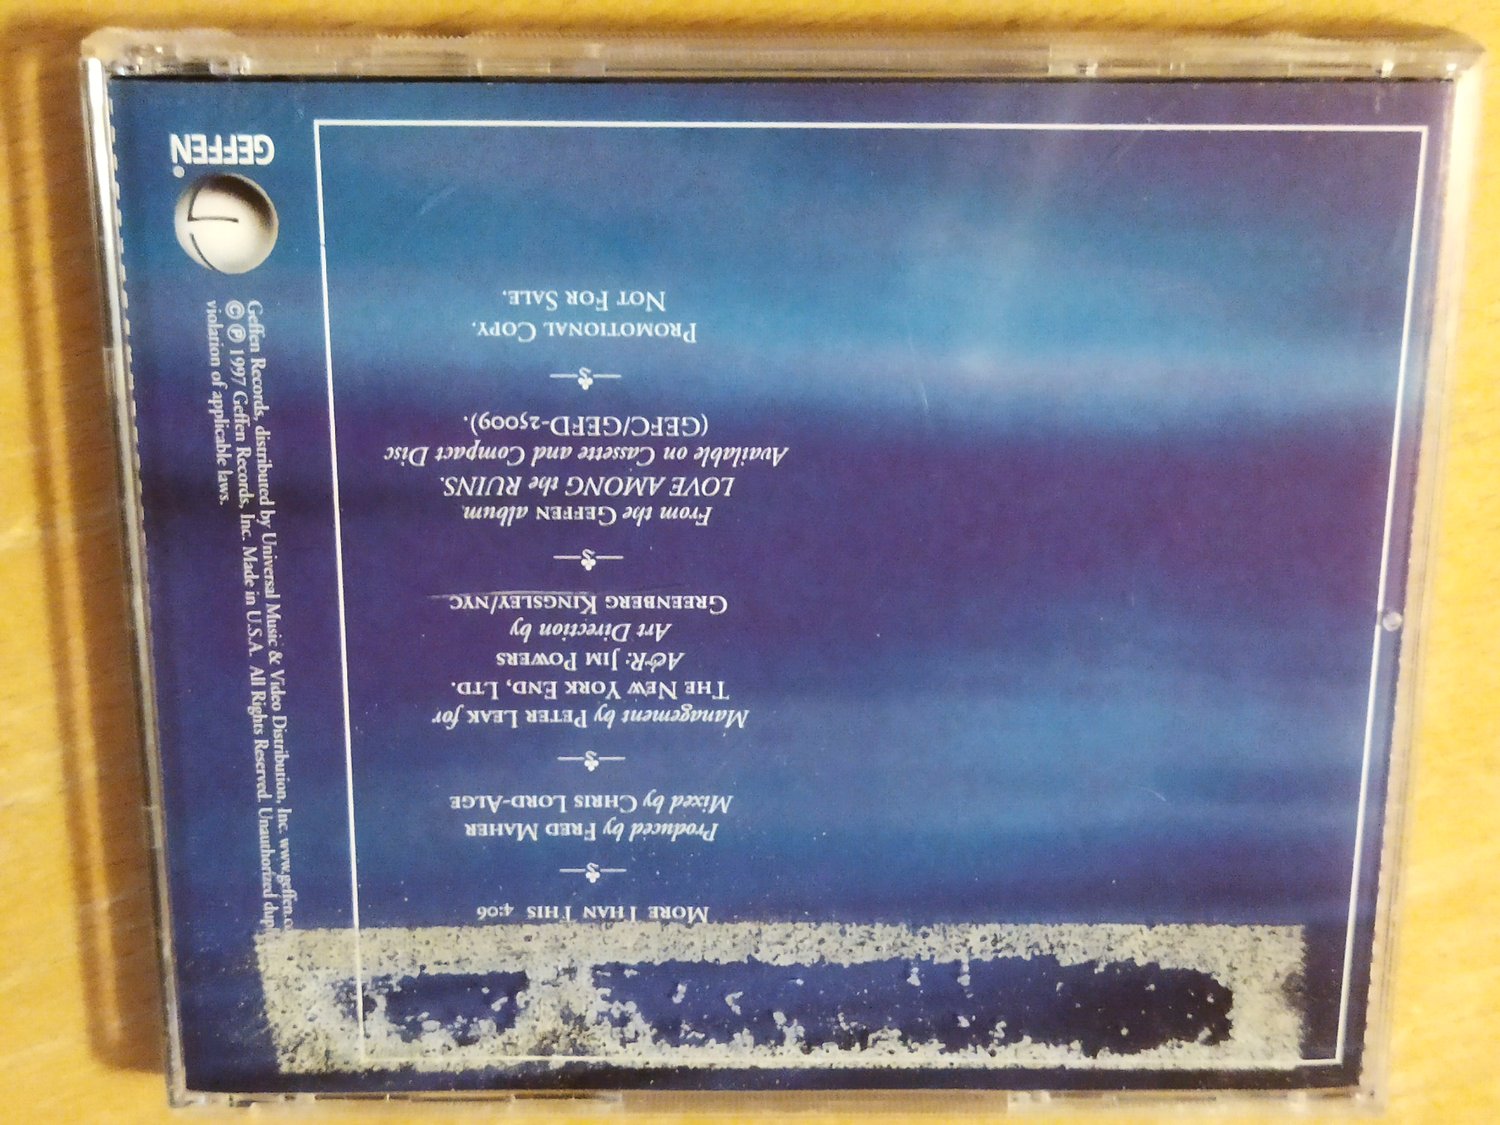 MORE THAN THIS 4:06
Produced by FRED MAHER
Mixed by CHRIS LORD-ALGE
Management by PETER LEAK for
THE NEW YORK END, LTD.
A&R: JIM POWERS
Art Direction by
GREENBERG KINGSLEY/NYC
From the GEFFEN album
LOVE AMONG the RUINS.
Available on Cassette and Compact Disc
(GEFC/GEFD-25009).
PROMOTIONAL COPY.
NOT FOR SALE.
GEFFEN
Geffen Records, distributed by Universal Music & Video Distribution, Inc. www.geffen.co
© ℗ 1997 Geffen Records, Inc. Made in U.S.A. All Rights Reserved. Unauthorized dup
violation of applicable laws.